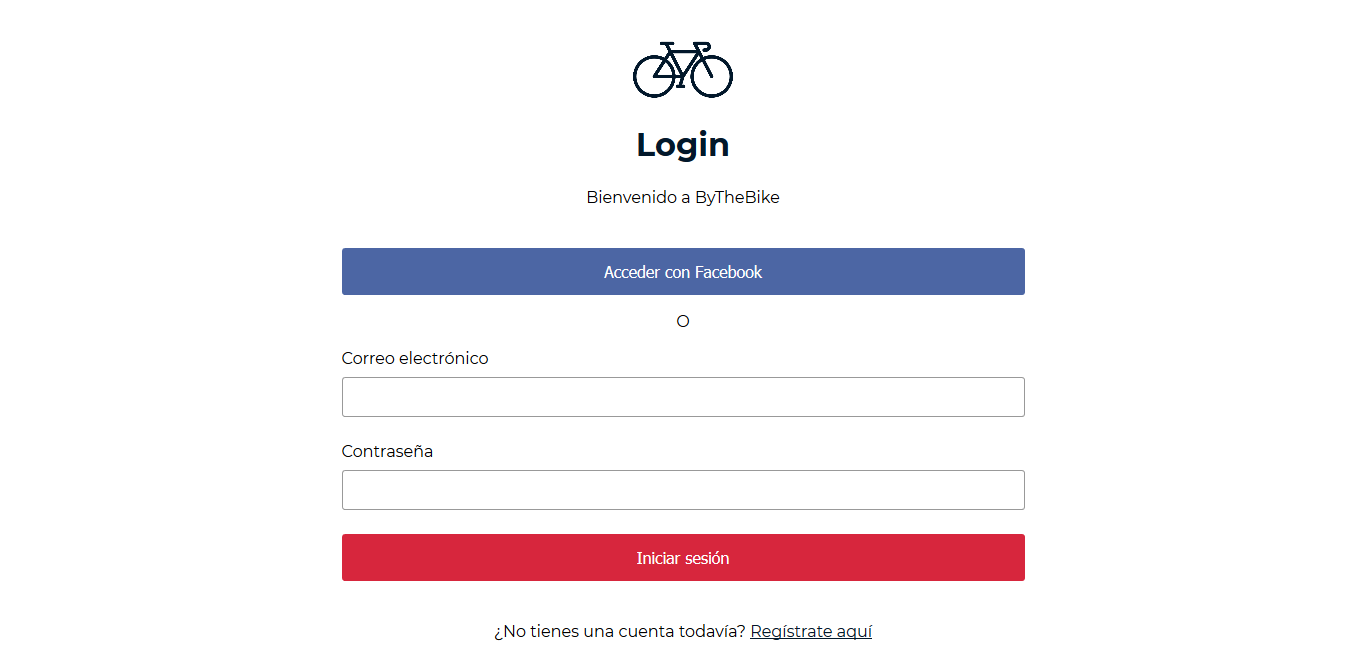 Login
Bienvenido a ByTheBike
Acceder con Facebook
O
Correo electrónico
Contraseña
Iniciar sesión
¿No tienes una cuenta todavía? Regístrate aquí